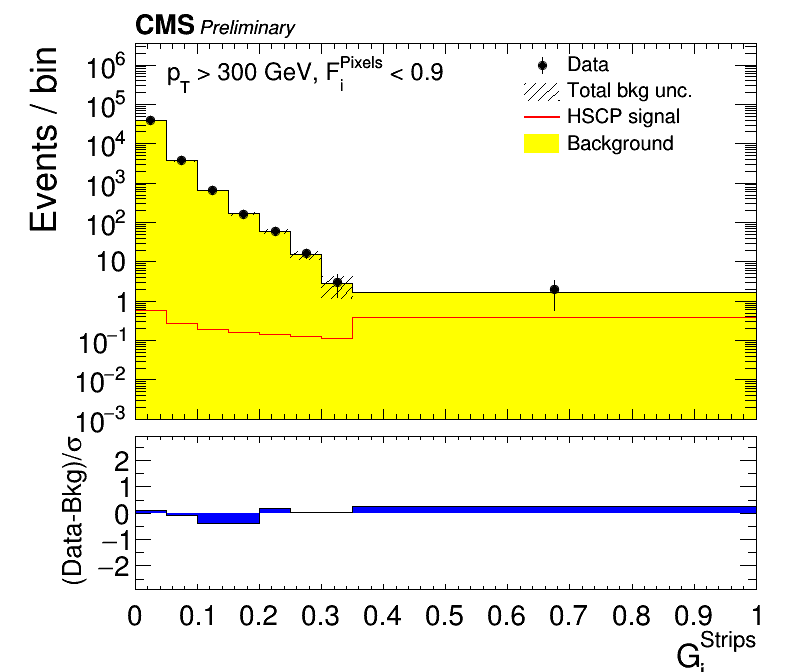 CMS Preliminary
p_T > 300 GeV, F_i^Pixels < 0.9
Data
Total bkg unc.
HSCP signal
Background
Events / bin
10^6
10^5
10^4
10^3
10^2
10
1
10^−1
10^−2
10^−3
(Data-Bkg)/σ
2
1
0
−1
−2
0 0.1 0.2 0.3 0.4 0.5 0.6 0.7 0.8 0.9 1
G_i^Strips